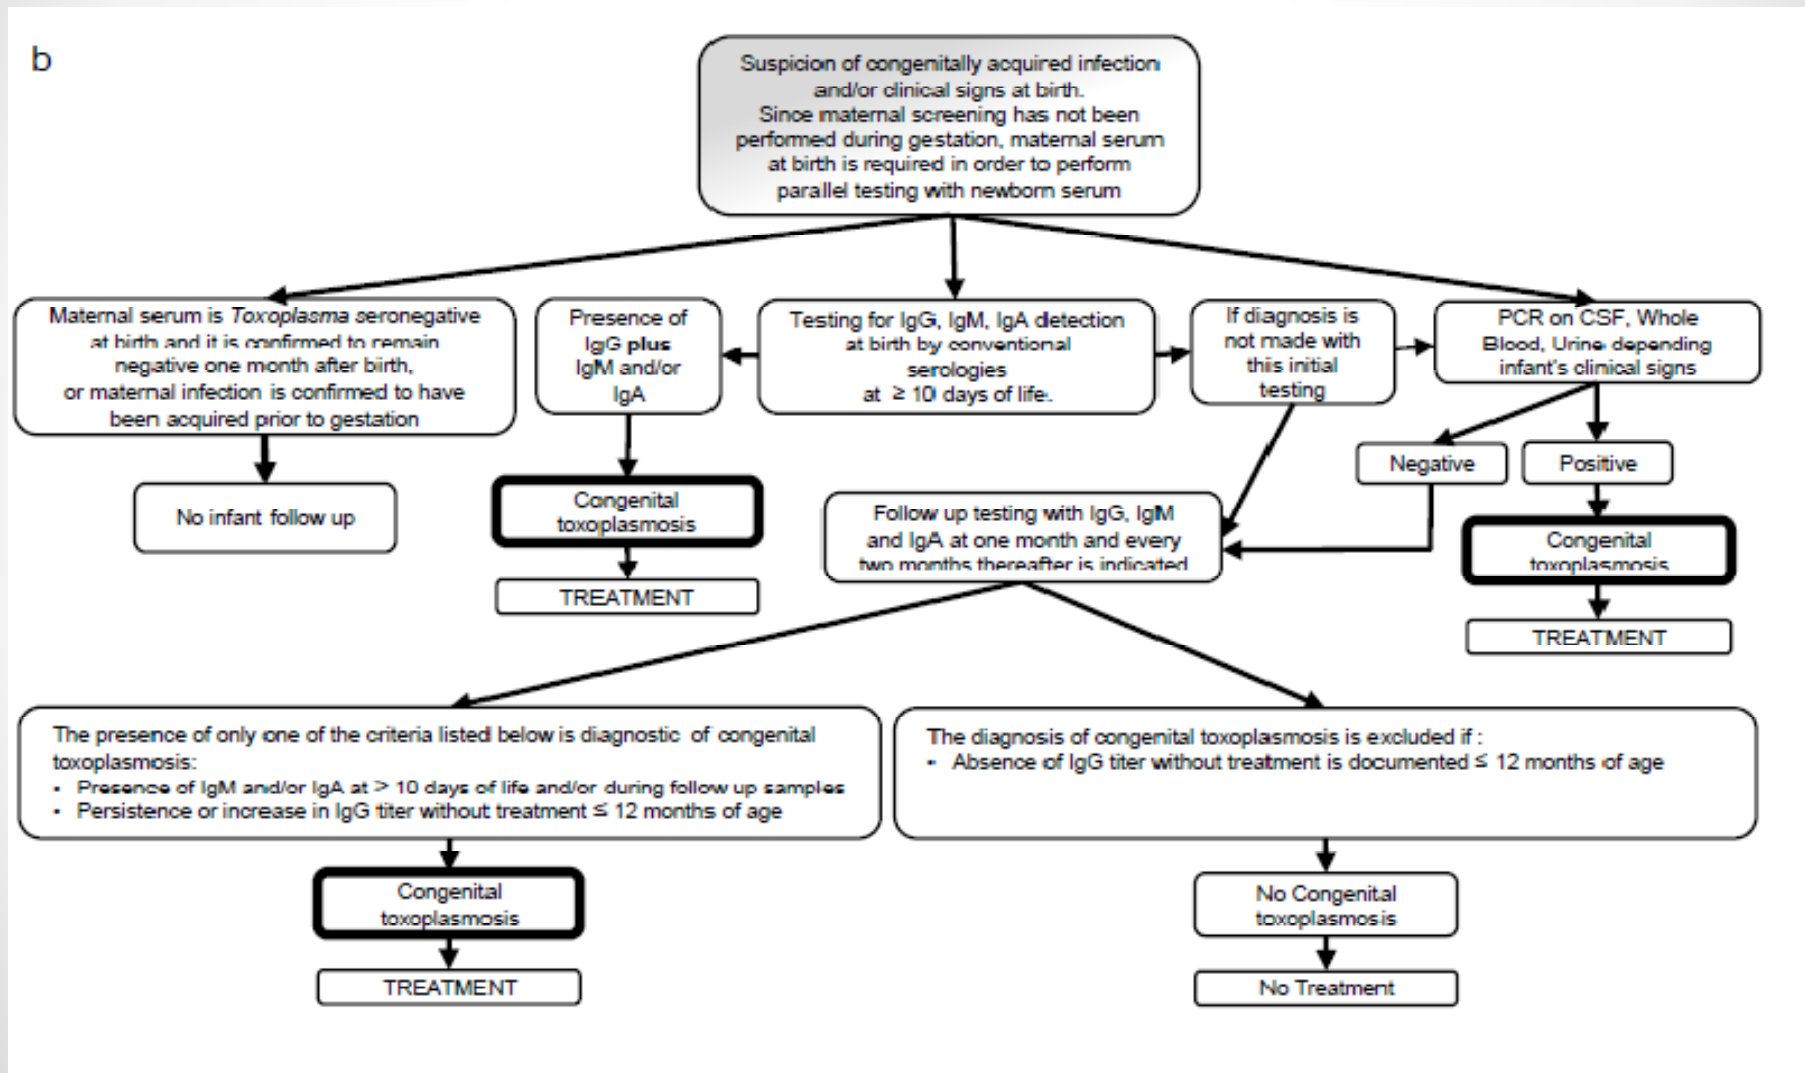 b
Suspicion of congenitally acquired infection
and/or clinical signs at birth.
Since maternal screening has not been
performed during gestation, maternal serum
at birth is required in order to perform
parallel testing with newborn serum
Maternal serum is Toxoplasma seronegative
at birth and it is confirmed to remain
negative one month after birth,
or maternal infection is confirmed to have
been acquired prior to gestation
No infant follow up
Presence of
IgG plus
IgM and/or
IgA
Congenital
toxoplasmosis
TREATMENT
Testing for IgG, IgM, IgA detection
at birth by conventional
serologies
at ≥ 10 days of life.
If diagnosis is
not made with
this initial
testing
PCR on CSF, Whole
Blood, Urine depending
infant's clinical signs
Negative
Positive
Congenital
toxoplasmosis
TREATMENT
Follow up testing with IgG, IgM
and IgA at one month and every
two months thereafter is indicated
The presence of only one of the criteria listed below is diagnostic of congenital
toxoplasmosis:
• Presence of IgM and/or IgA at > 10 days of life and/or during follow up samples
• Persistence or increase in IgG titer without treatment ≤ 12 months of age
Congenital
toxoplasmosis
TREATMENT
The diagnosis of congenital toxoplasmosis is excluded if :
• Absence of IgG titer without treatment is documented ≤ 12 months of age
No Congenital
toxoplasmosis
No Treatment